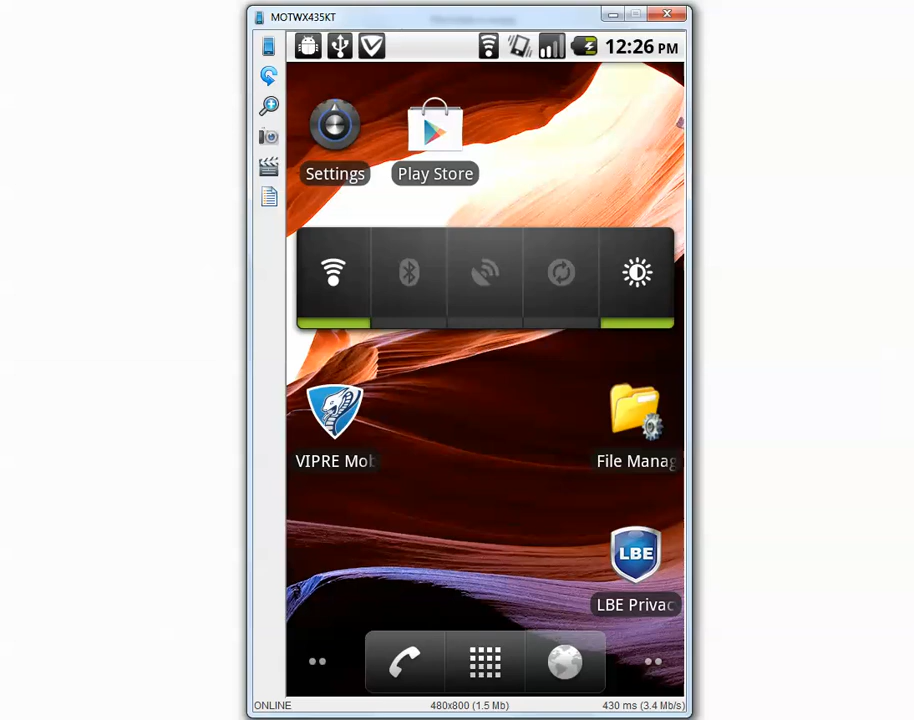 MOTWX435KT
12:26 PM
Settings
Play Store
VIPRE Mob
File Manag
LBE
LBE Privac
ONLINE
480x800 (1.5 Mb)
430 ms (3.4 Mb/s)